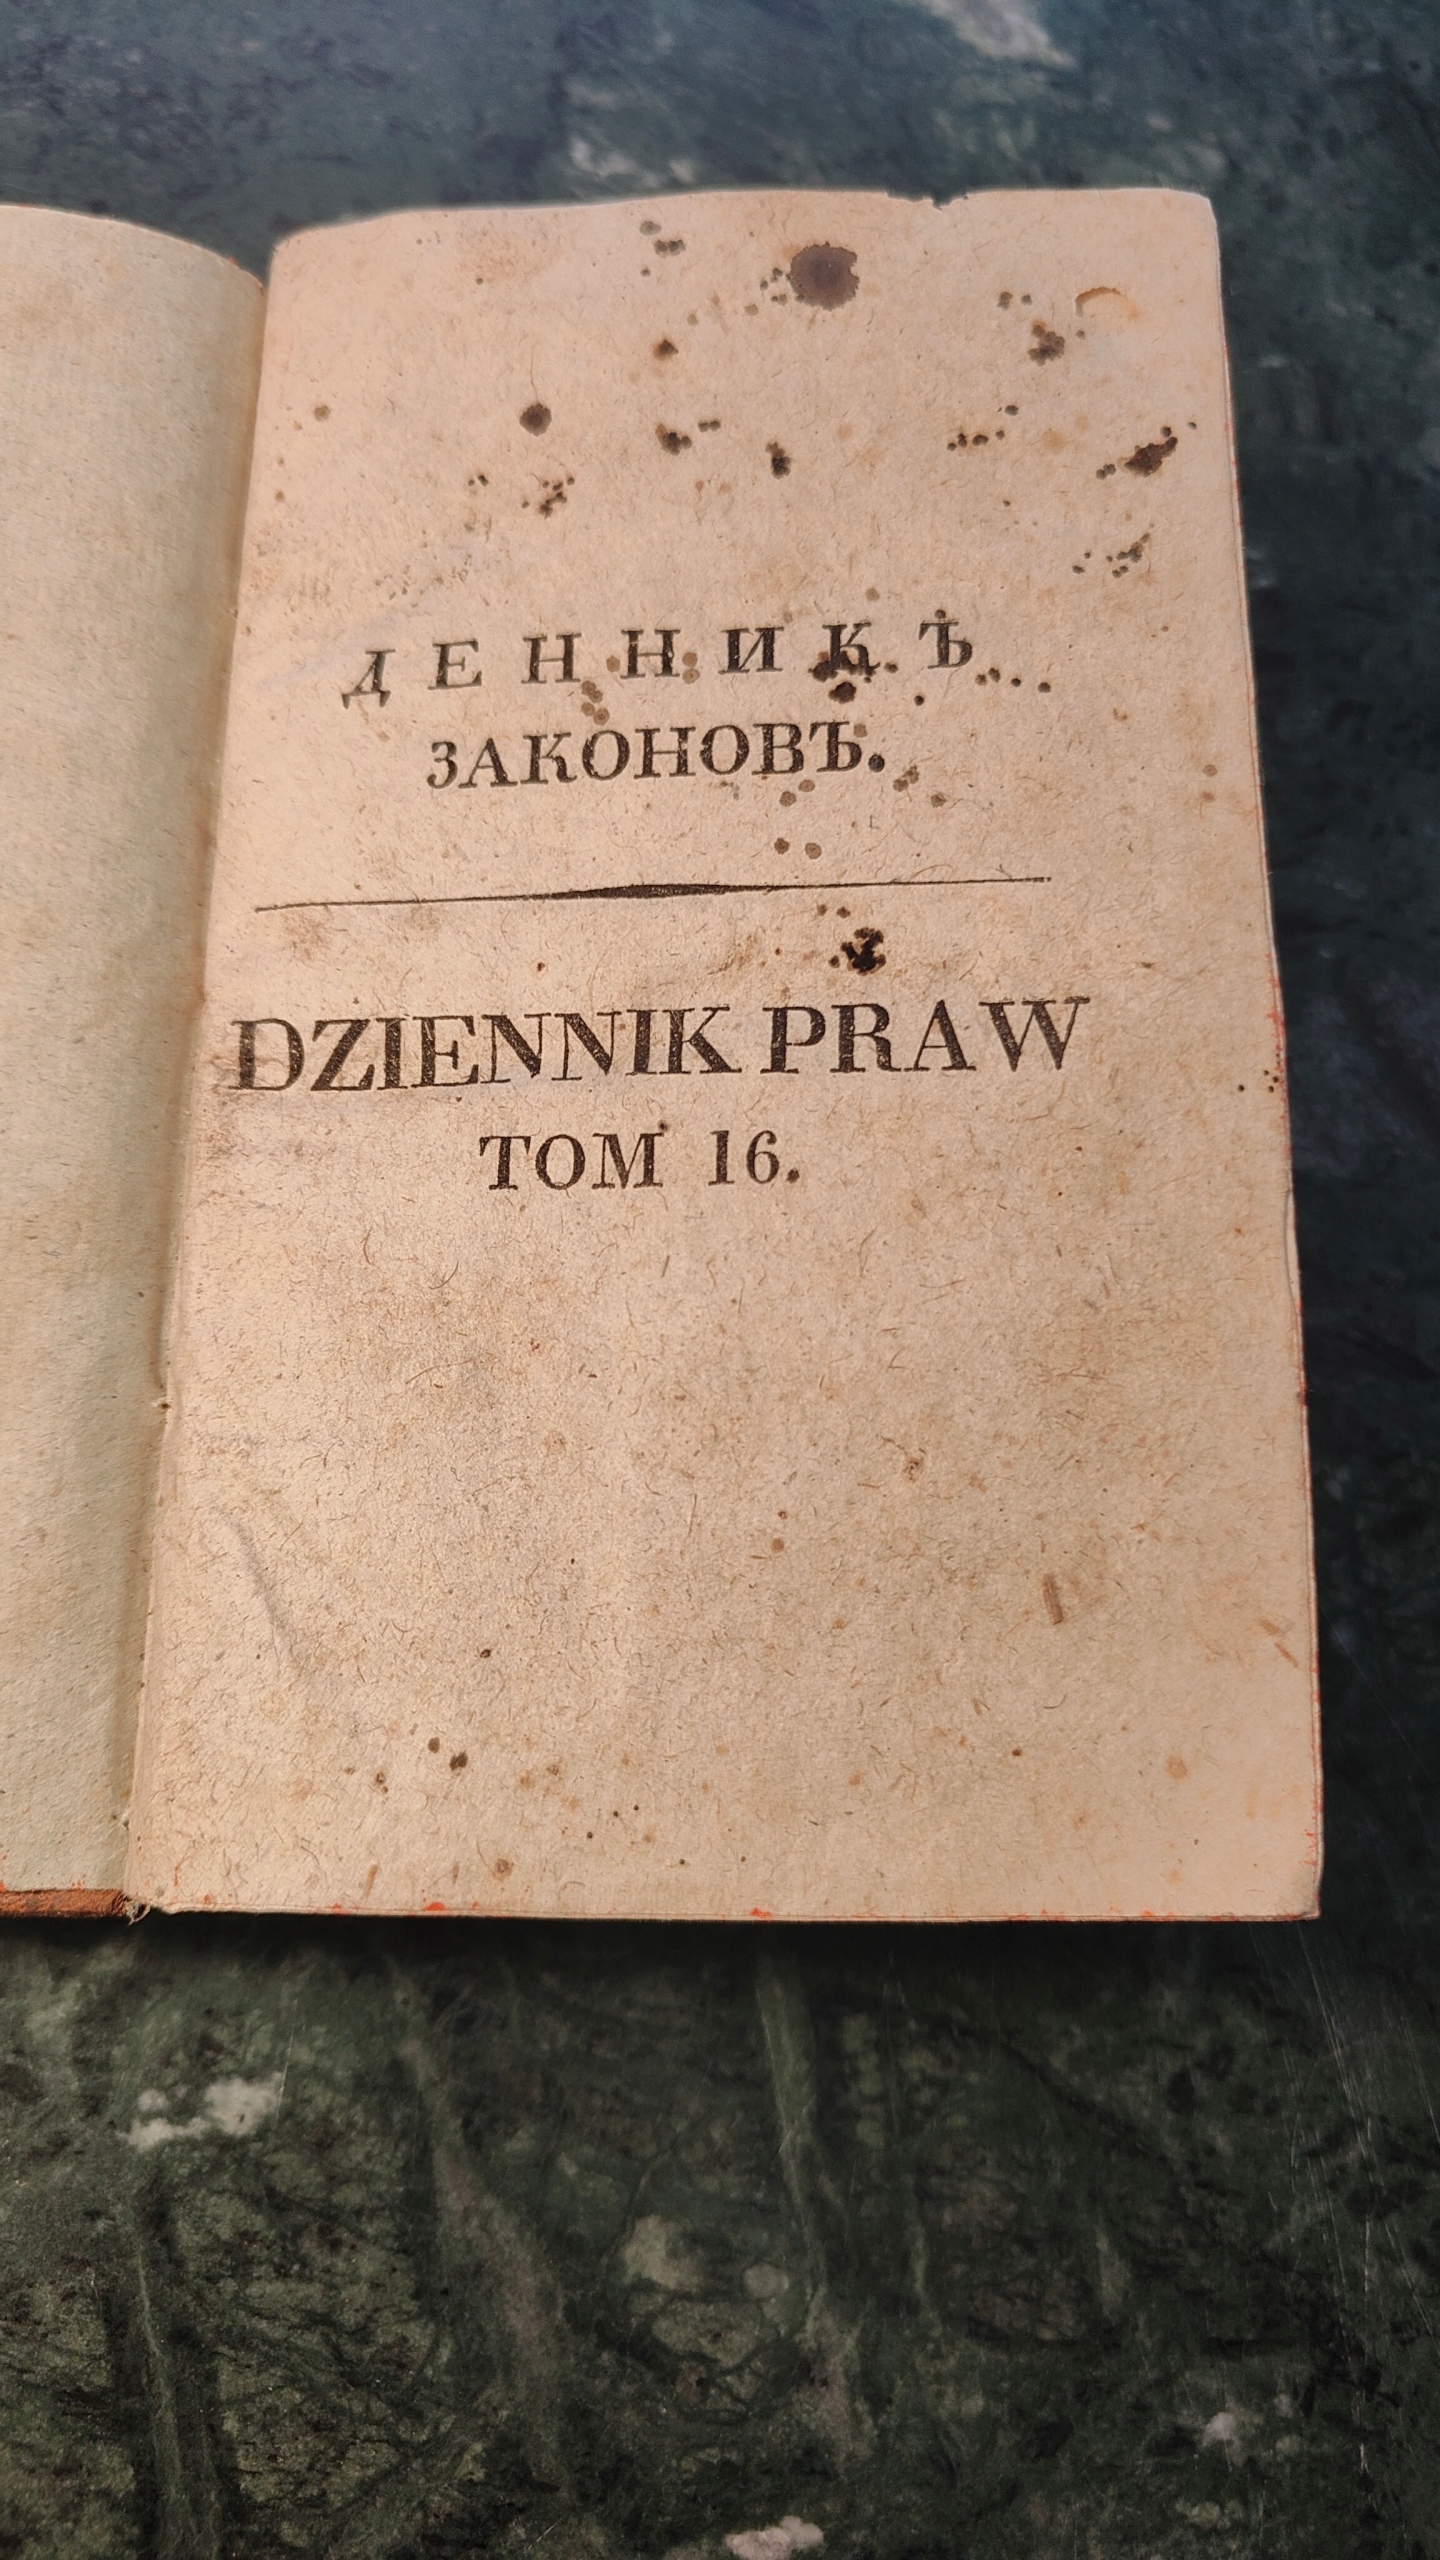 ДЕННИКЪ
ЗАКОНОВЪ.
DZIENNIK PRAW
TOM 16.